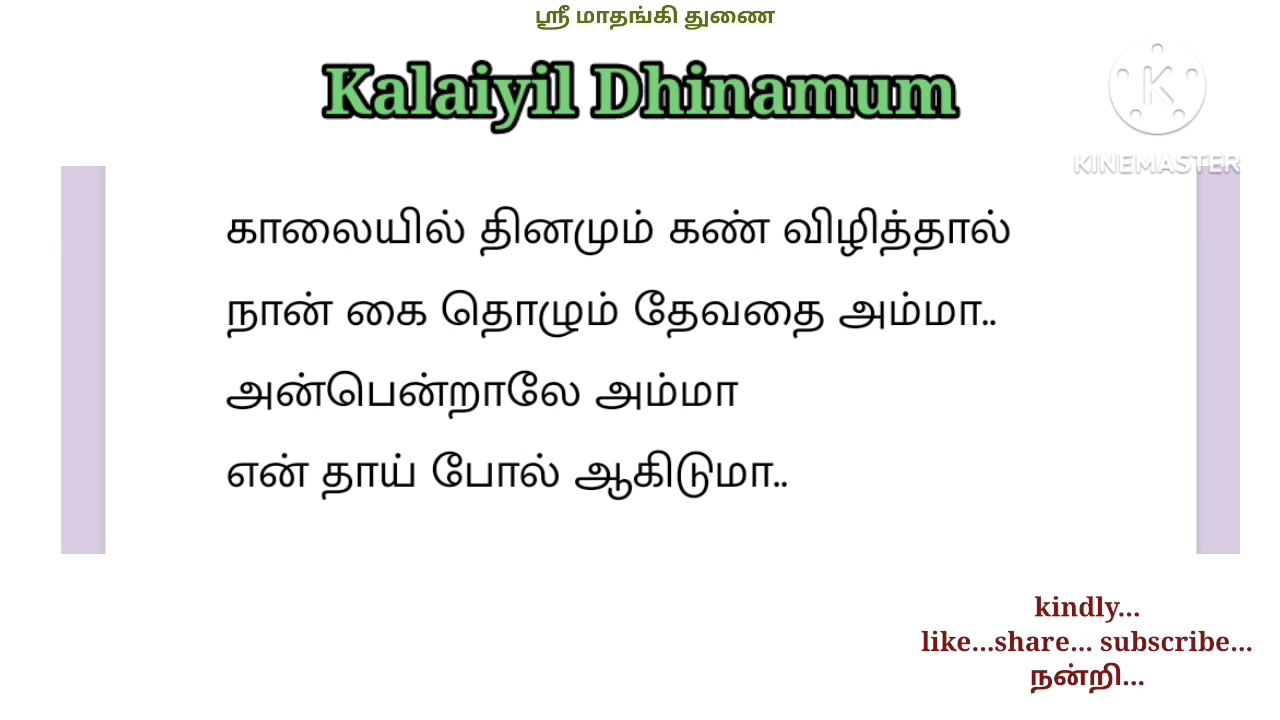 ஸ்ரீ மாதங்கி துணை
Kalaiyil Dhinamum
KINEMASTER
காலையில் தினமும் கண் விழித்தால்
நான் கை தொழும் தேவதை அம்மா..
அன்பென்றாலே அம்மா
என் தாய் போல் ஆகிடுமா..
kindly...
like...share... subscribe...
நன்றி...